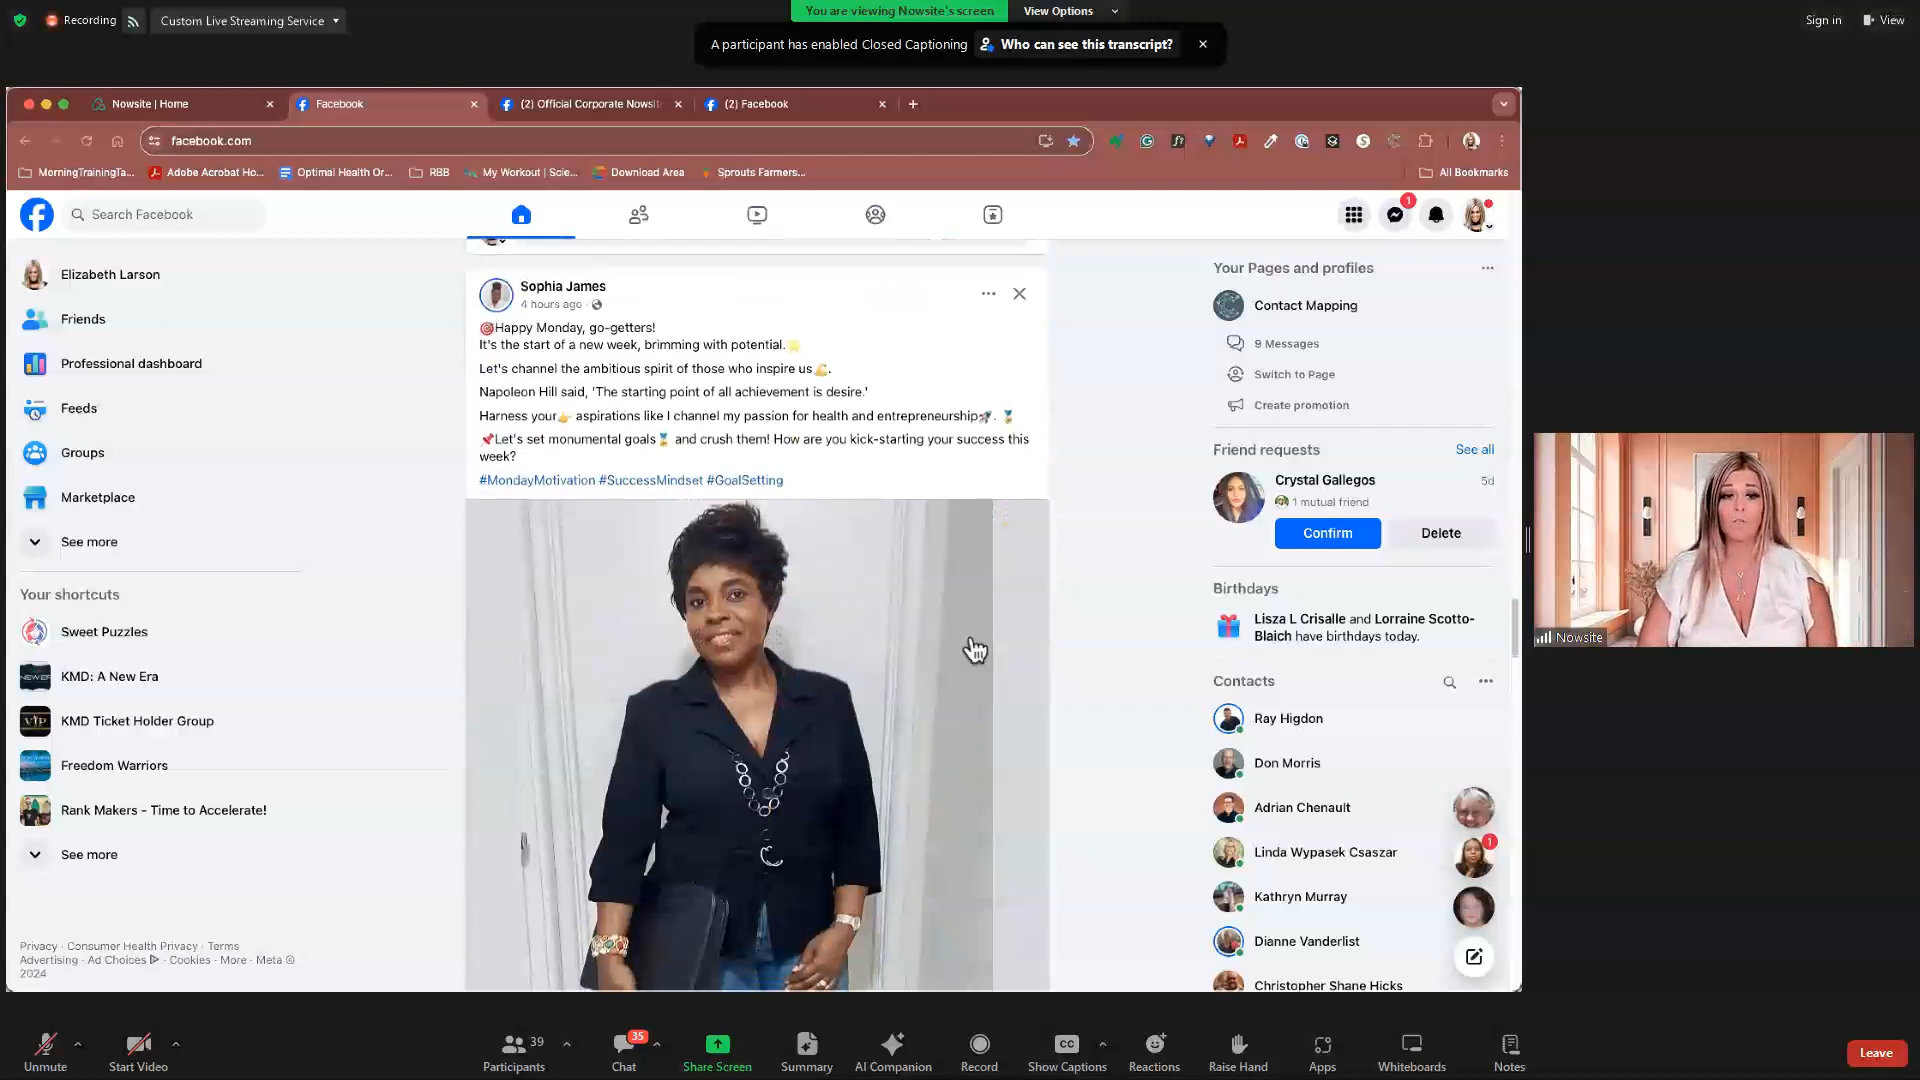 Recording
Custom Live Streaming Service
You are viewing Nowsite's screen
View Options
Sign in
View
A participant has enabled Closed Captioning
Who can see this transcript?
Nowsite | Home
Facebook
(2) Official Corporate Nowsite
(2) Facebook
facebook.com
MorningTrainingTa...
Adobe Acrobat Ho...
Optimal Health Or...
RBB
My Workout | Scie...
Download Area
Sprouts Farmers...
All Bookmarks
Search Facebook
1
Elizabeth Larson
Friends
Professional dashboard
Feeds
Groups
Marketplace
See more
Your shortcuts
Sweet Puzzles
KMD: A New Era
KMD Ticket Holder Group
VIP
Freedom Warriors
Rank Makers - Time to Accelerate!
See more
Privacy · Consumer Health Privacy · Terms
Advertising · Ad Choices · Cookies · More · Meta ©
2024
Sophia James
4 hours ago ·
🎯Happy Monday, go-getters!
It's the start of a new week, brimming with potential.🌟
Let's channel the ambitious spirit of those who inspire us💪.
Napoleon Hill said, 'The starting point of all achievement is desire.'
Harness your👉 aspirations like I channel my passion for health and entrepreneurship🚀. 🏅
📌Let's set monumental goals🏅 and crush them! How are you kick-starting your success this
week?
#MondayMotivation #SuccessMindset #GoalSetting
Your Pages and profiles
Contact Mapping
9 Messages
Switch to Page
Create promotion
Friend requests
See all
Crystal Gallegos
5d
1 mutual friend
Confirm
Delete
Birthdays
Lisza L Crisalle and Lorraine Scotto-
Blaich have birthdays today.
Contacts
Ray Higdon
Don Morris
Adrian Chenault
Linda Wypasek Csaszar
1
Kathryn Murray
Dianne Vanderlist
Christopher Shane Hicks
Nowsite
Unmute
Start Video
39
Participants
35
Chat
Share Screen
Summary
AI Companion
Record
CC
Show Captions
Reactions
Raise Hand
Apps
Whiteboards
Notes
Leave